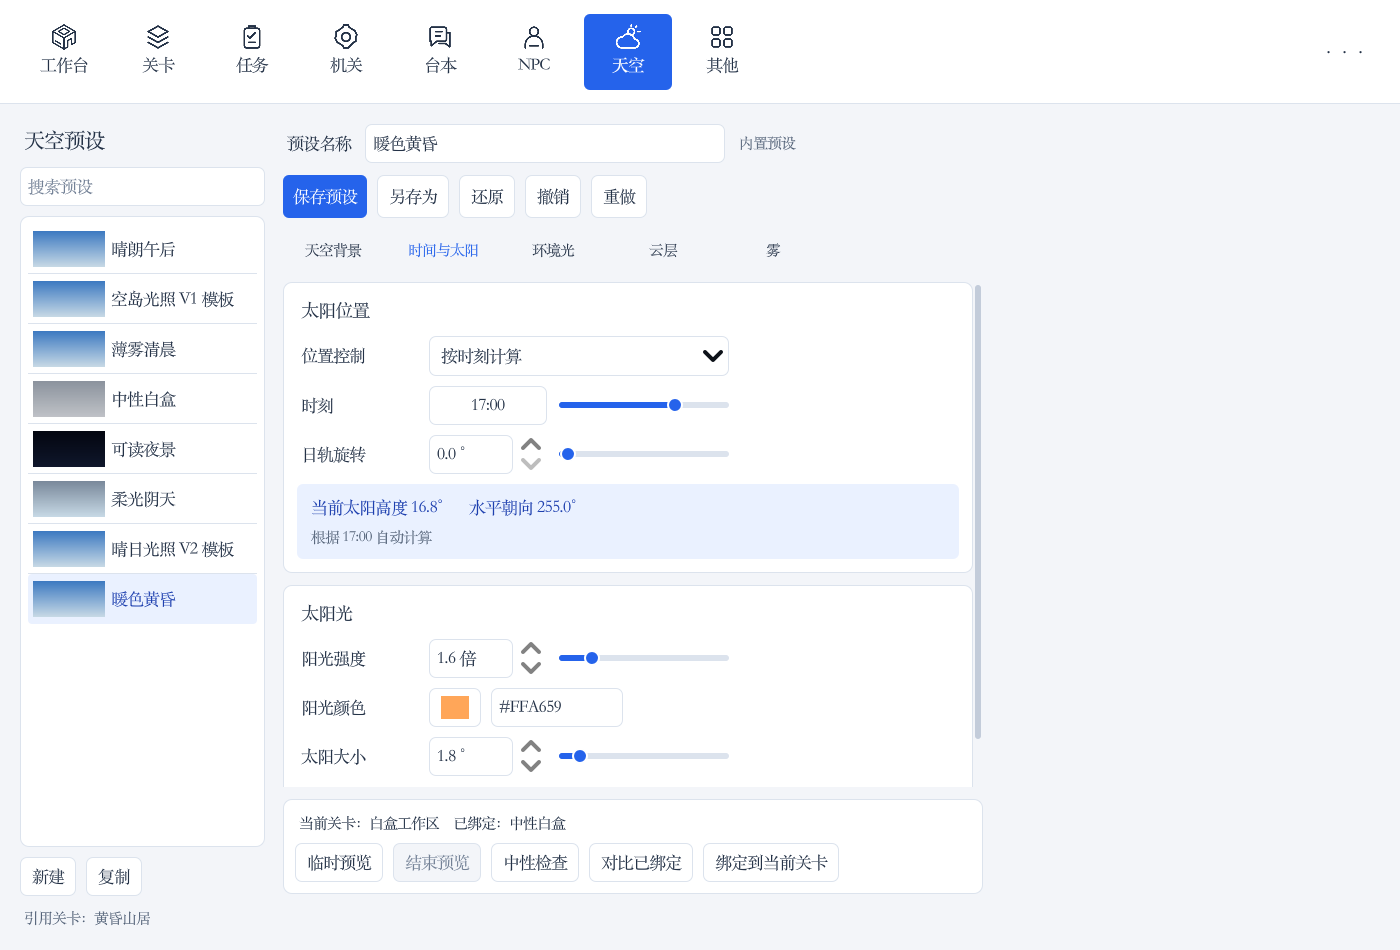 工作台
关卡
任务
机关
台本
NPC
天空
其他
· · ·
天空预设
搜索预设
晴朗午后
空岛光照 V1 模板
薄雾清晨
中性白盒
可读夜景
柔光阴天
晴日光照 V2 模板
暖色黄昏
新建
复制
引用关卡：黄昏山居
预设名称
暖色黄昏
内置预设
保存预设
另存为
还原
撤销
重做
天空背景
时间与太阳
环境光
云层
雾
太阳位置
位置控制
按时刻计算
时刻
17:00
日轨旋转
0.0 °
当前太阳高度 16.8° 水平朝向 255.0°
根据 17:00 自动计算
太阳光
阳光强度
1.6 倍
阳光颜色
#FFA659
太阳大小
1.8 °
当前关卡：白盒工作区 已绑定：中性白盒
临时预览
结束预览
中性检查
对比已绑定
绑定到当前关卡